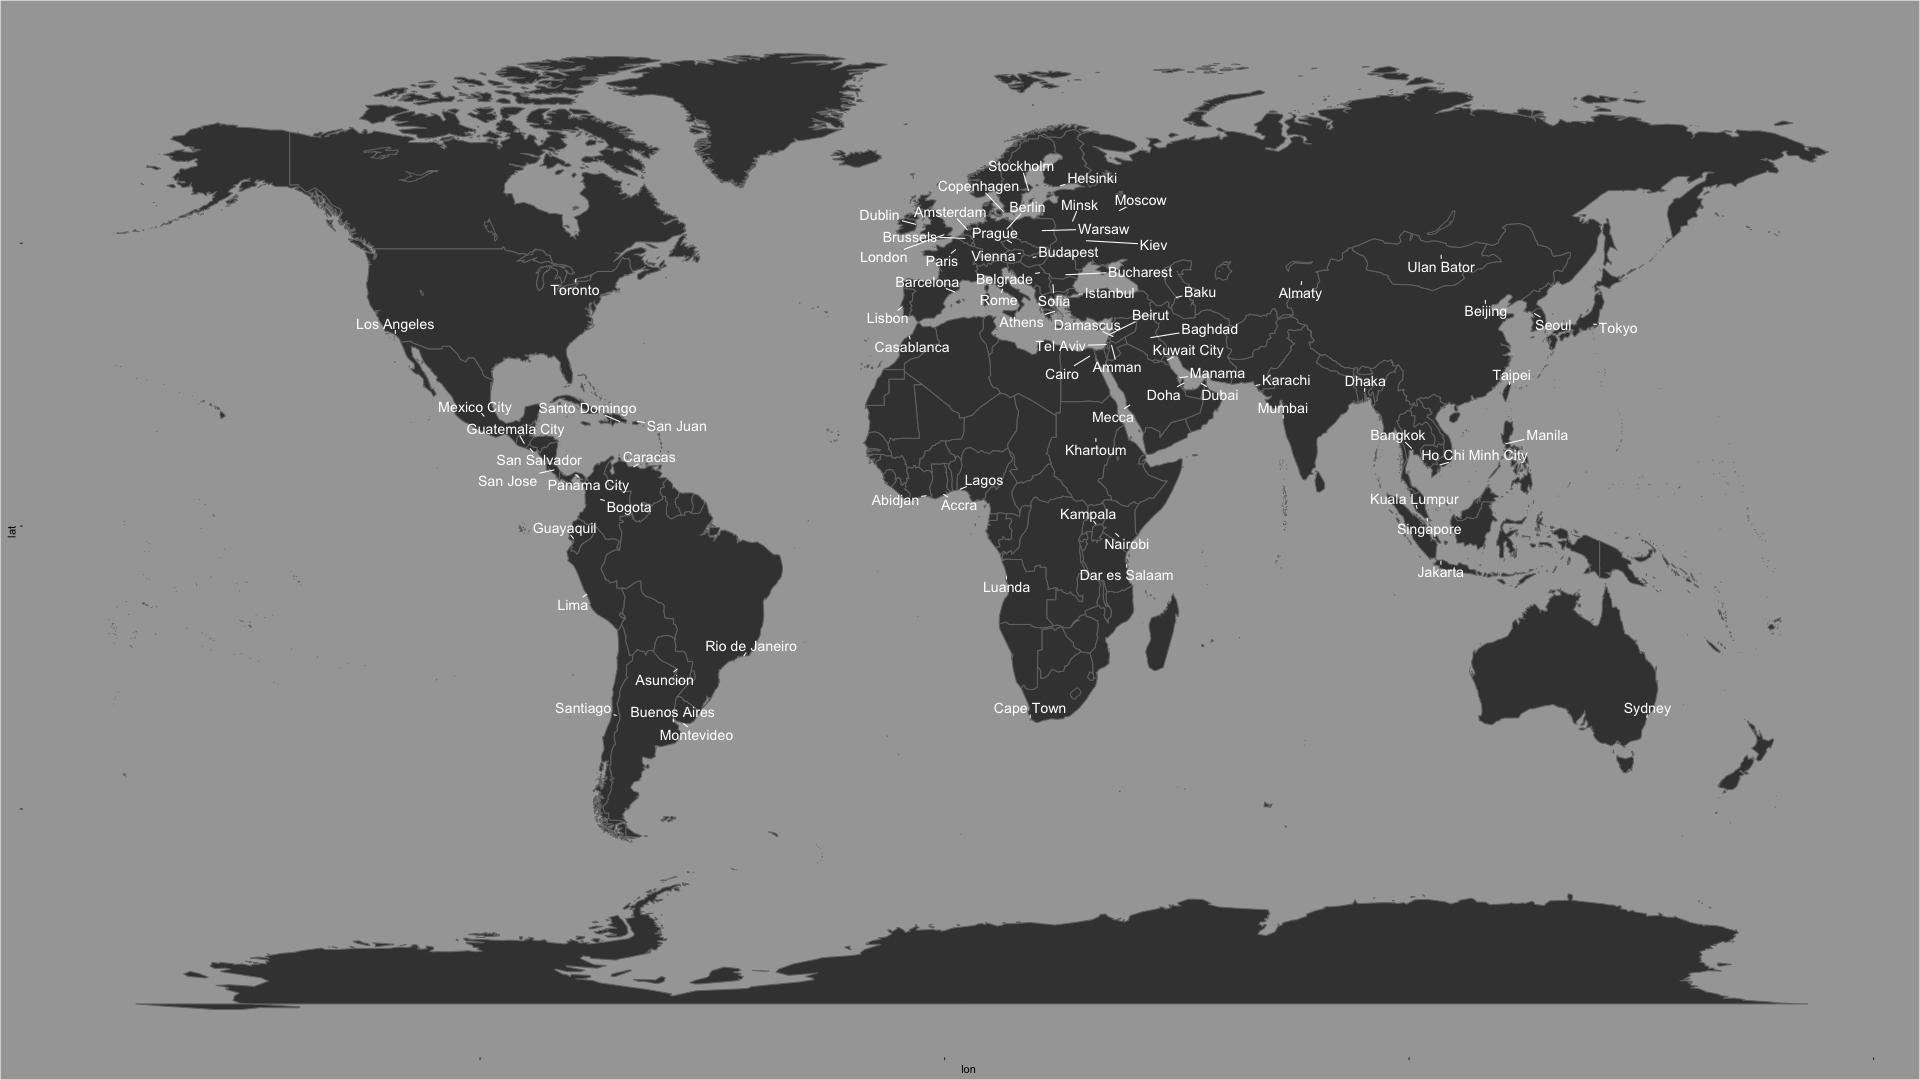 Stockholm
Helsinki
Copenhagen
Moscow
Minsk
Berlin
Amsterdam
Dublin
Warsaw
Prague
Brussels
Kiev
Budapest
Vienna
London
Paris
Ulan Bator
Bucharest
Belgrade
Barcelona
Toronto
Baku
Istanbul
Almaty
Rome
Sofia
Beijing
Beirut
Lisbon
Athens
Los Angeles
Damascus
Seoul
Tokyo
Baghdad
Tel Aviv
Casablanca
Kuwait City
Amman
Cairo
Manama
Taipei
Karachi
Dhaka
Doha
Dubai
Mexico City
Santo Domingo
Mumbai
Mecca
San Juan
Guatemala City
Bangkok
Manila
Khartoum
Ho Chi Minh City
Caracas
San Salvador
San Jose
Lagos
Panama City
Abidjan
Kuala Lumpur
Accra
Bogota
Kampala
Guayaquil
Singapore
lat
Nairobi
Jakarta
Dar es Salaam
Luanda
Lima
Rio de Janeiro
Asuncion
Santiago
Cape Town
Sydney
Buenos Aires
Montevideo
lon